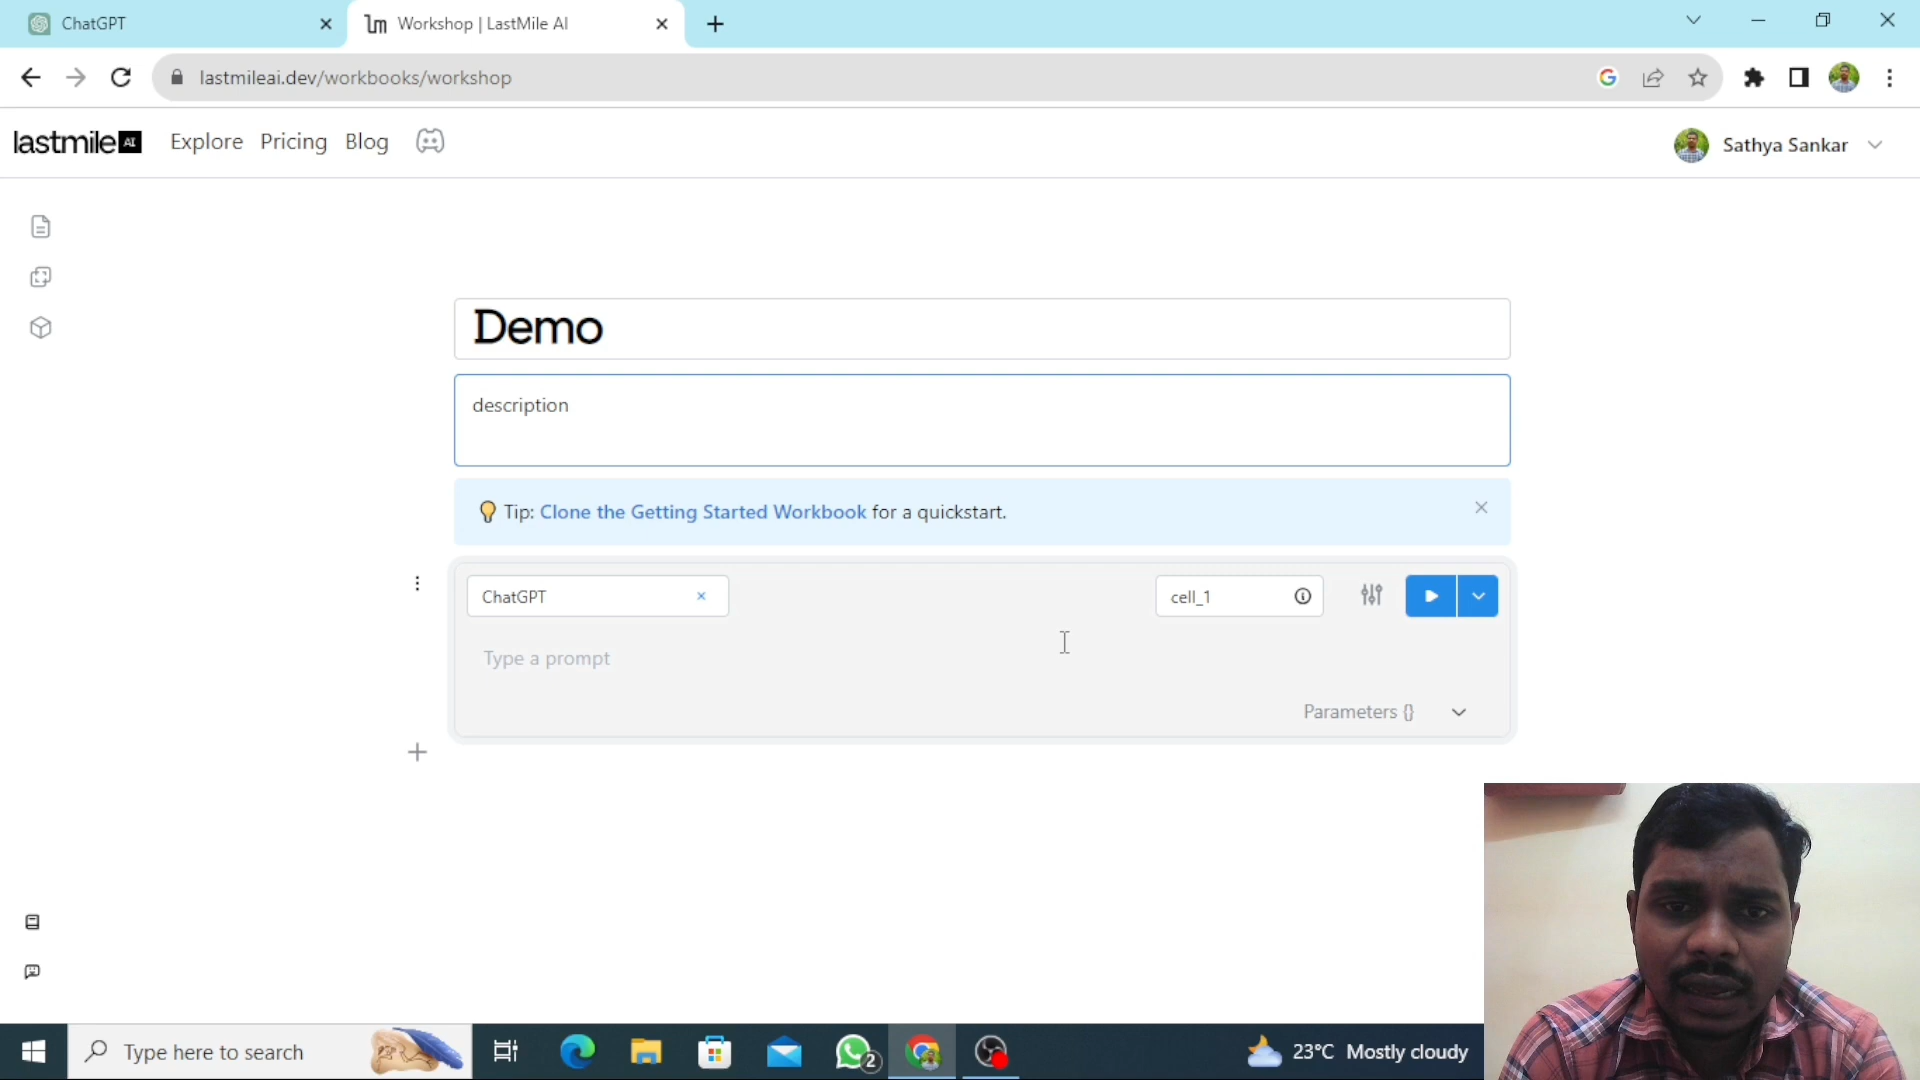 ChatGPT
Workshop | LastMile AI
lastmileai.dev/workbooks/workshop
lastmile AI
Explore
Pricing
Blog
Sathya Sankar
Demo
description
Tip: Clone the Getting Started Workbook for a quickstart.
ChatGPT
cell_1
Type a prompt
Parameters {}
Type here to search
2
23°C Mostly cloudy